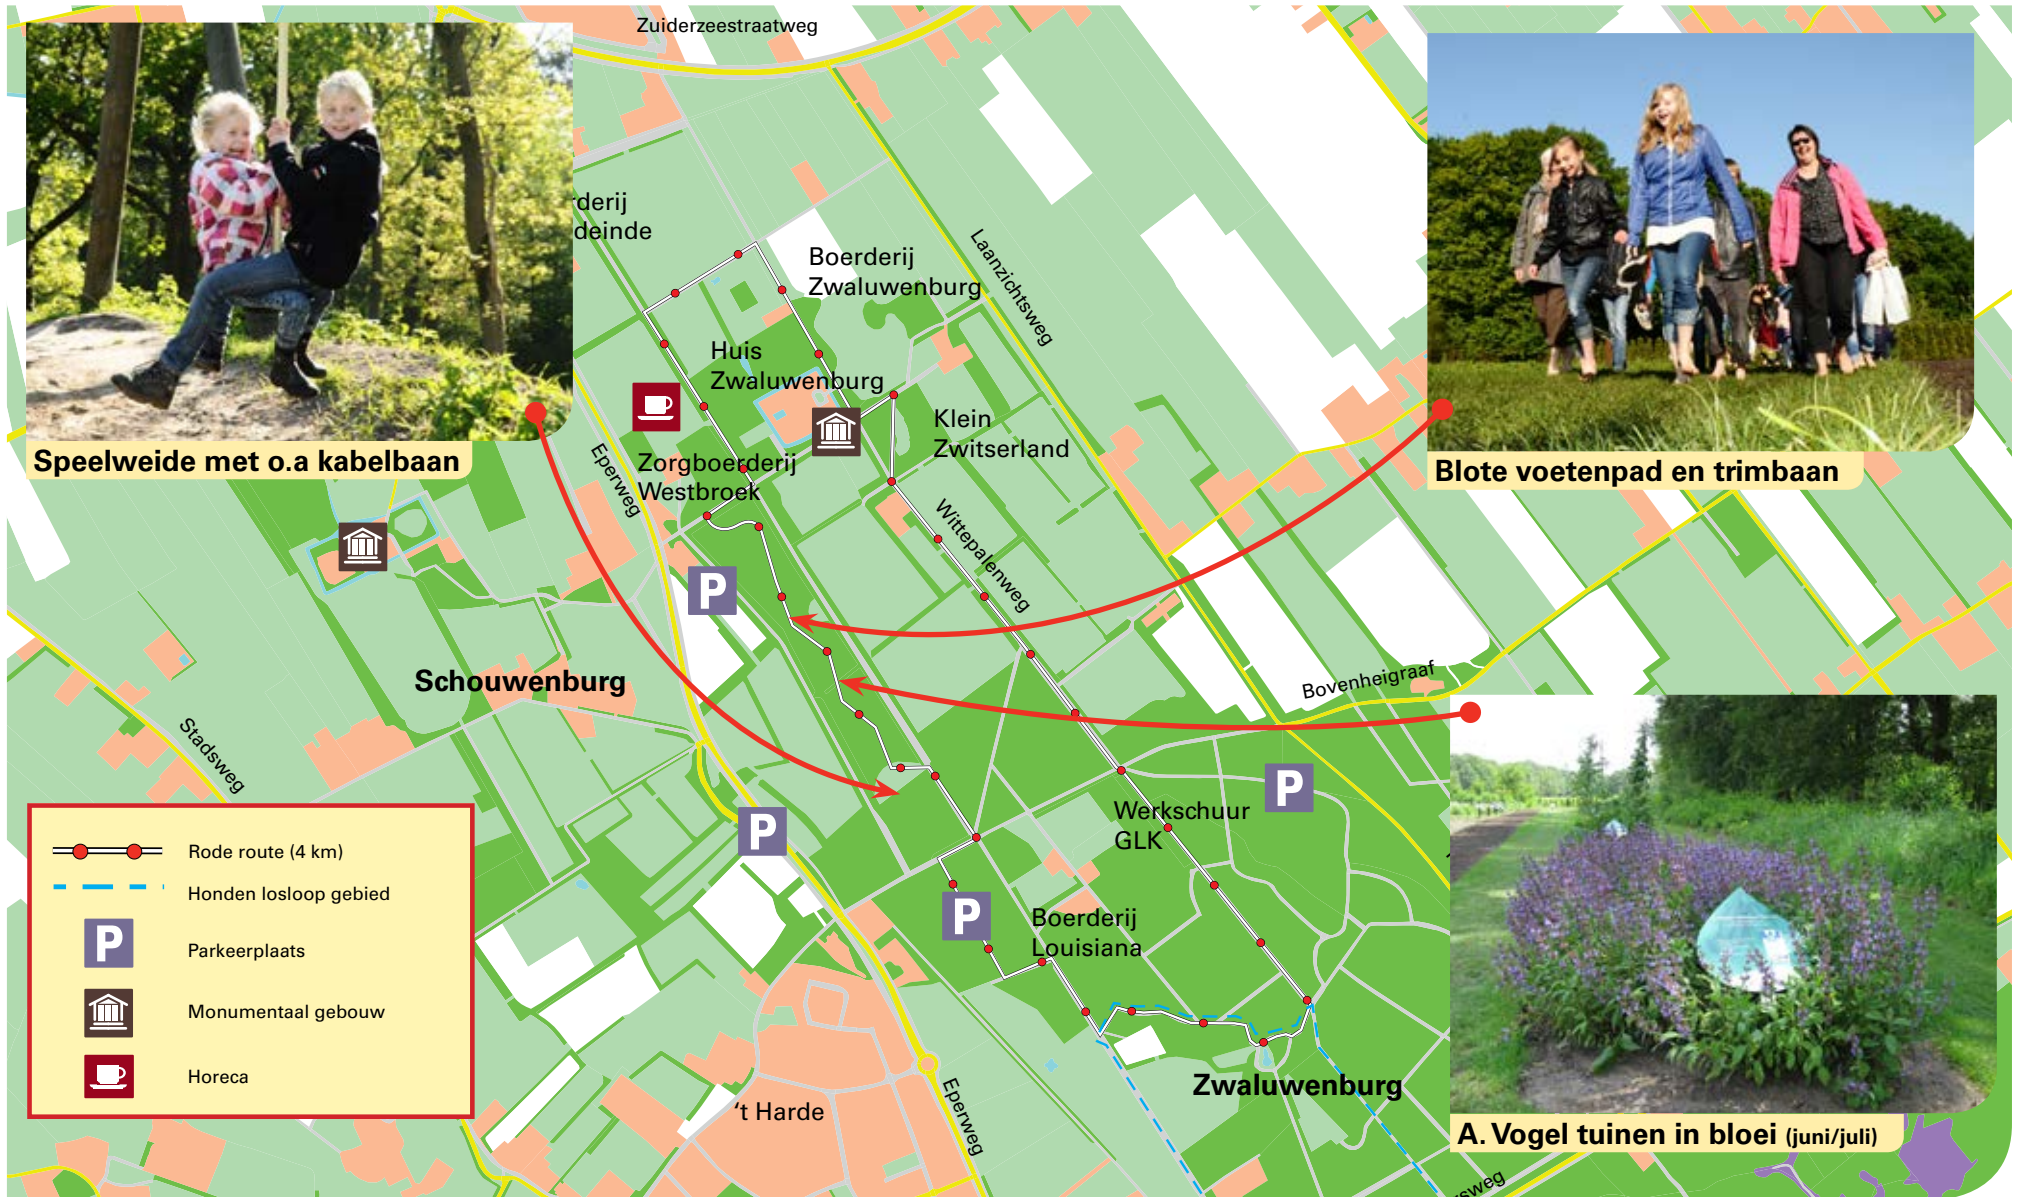 Zuiderzeestraatweg
rderij
deinde
Boerderij
Zwaluwenburg
Laanzichtsweg
Huis
Zwaluwenburg
Klein
Zwitserland
Speelweide met o.a kabelbaan
Blote voetenpad en trimbaan
Eperweg
Zorgboerderij
Westbroek
Wittepalenweg
P
Schouwenburg
Bovenheigraaf
Stadsweg
P
P
Werkschuur
GLK
P
Boerderij
Louisiana
Rode route (4 km)
Honden losloop gebied
P
Parkeerplaats
Monumentaal gebouw
Horeca
Zwaluwenburg
't Harde
Eperweg
A. Vogel tuinen in bloei (juni/juli)
sweg